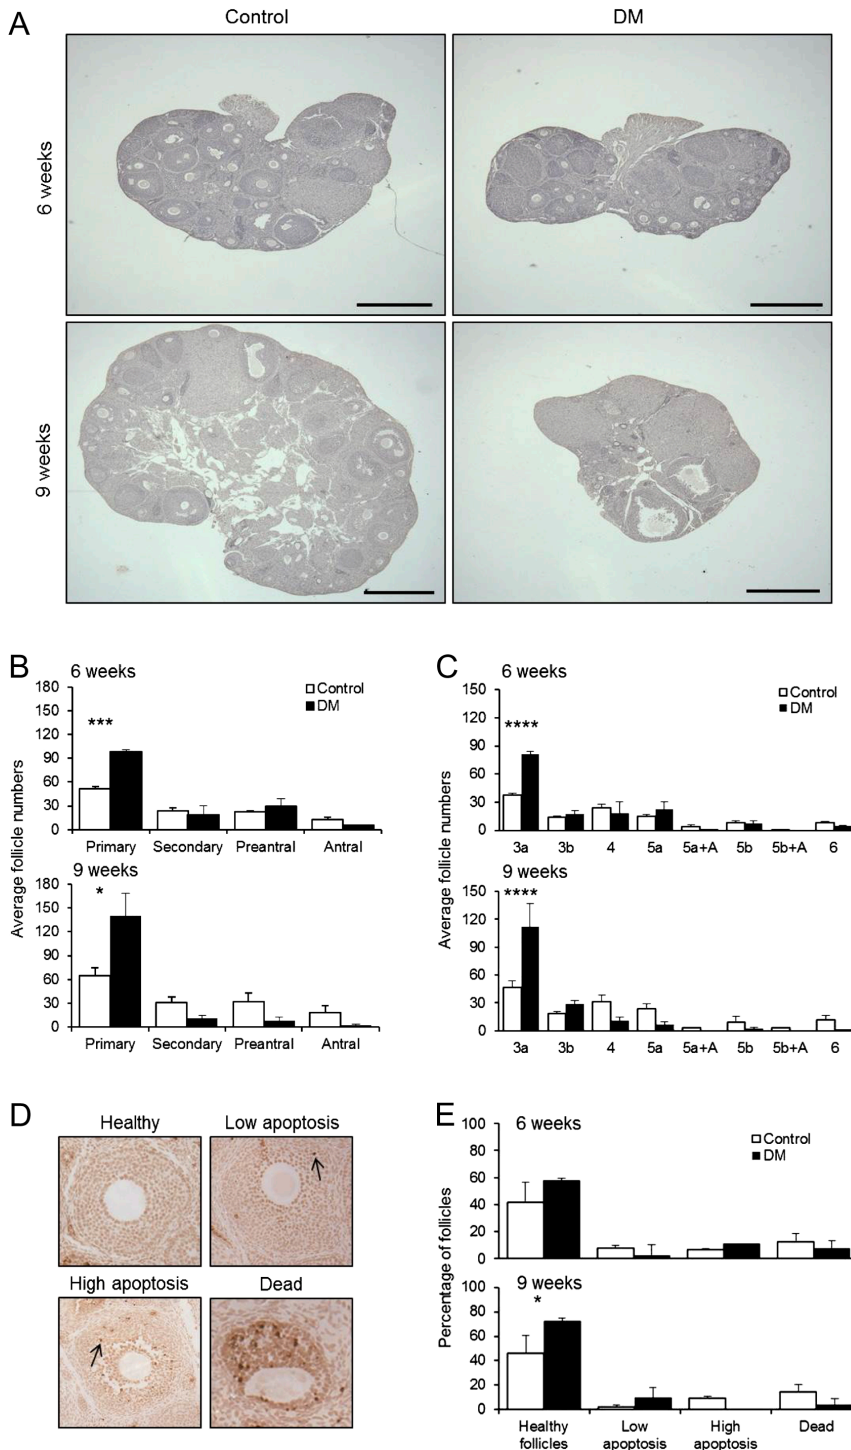 A
Control
DM
6 weeks
9 weeks
B
6 weeks
180
150
120
90
60
30
0
***
Control
DM
Primary
Secondary
Preantral
Antral
9 weeks
180
150
120
90
60
30
0
*
Primary
Secondary
Preantral
Antral
Average follicle numbers
C
6 weeks
150
120
90
60
30
0
****
Control
DM
3a
3b
4
5a
5a+A
5b
5b+A
6
9 weeks
150
120
90
60
30
0
****
3a
3b
4
5a
5a+A
5b
5b+A
6
Average follicle numbers
D
Healthy
Low apoptosis
High apoptosis
Dead
E
6 weeks
100
80
60
40
20
0
Control
DM
9 weeks
100
80
60
40
20
0
*
Healthy
follicles
Low
apoptosis
High
apoptosis
Dead
Percentage of follicles